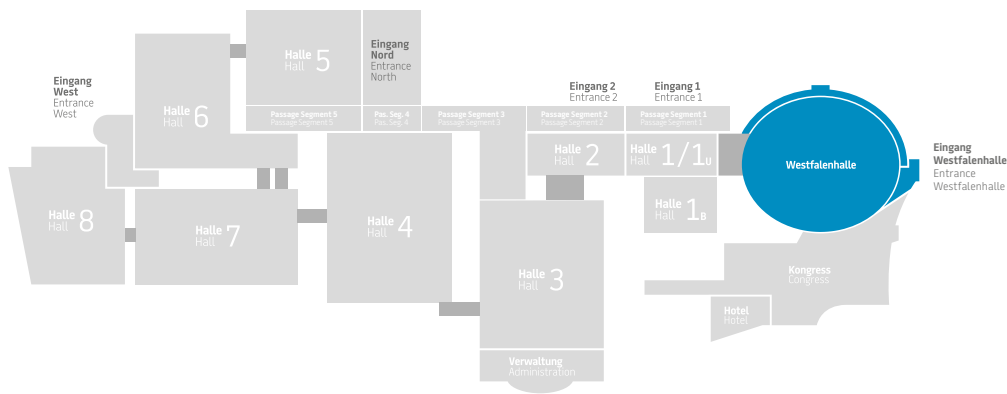 Eingang
West
Entrance
West
Halle
Hall 6
Halle
Hall 5
Eingang
Nord
Entrance
North
Passage Segment 5
Passage Segment 5
Pas. Seg. 4
Pas. Seg. 4
Passage Segment 3
Passage Segment 3
Eingang 2
Entrance 2
Passage Segment 2
Passage Segment 2
Eingang 1
Entrance 1
Passage Segment 1
Passage Segment 1
Halle
Hall 2
Halle
Hall 1/1U
Halle
Hall 1B
Westfalenhalle
Eingang
Westfalenhalle
Entrance
Westfalenhalle
Halle
Hall 8
Halle
Hall 7
Halle
Hall 4
Halle
Hall 3
Kongress
Congress
Hotel
Hotel
Verwaltung
Administration